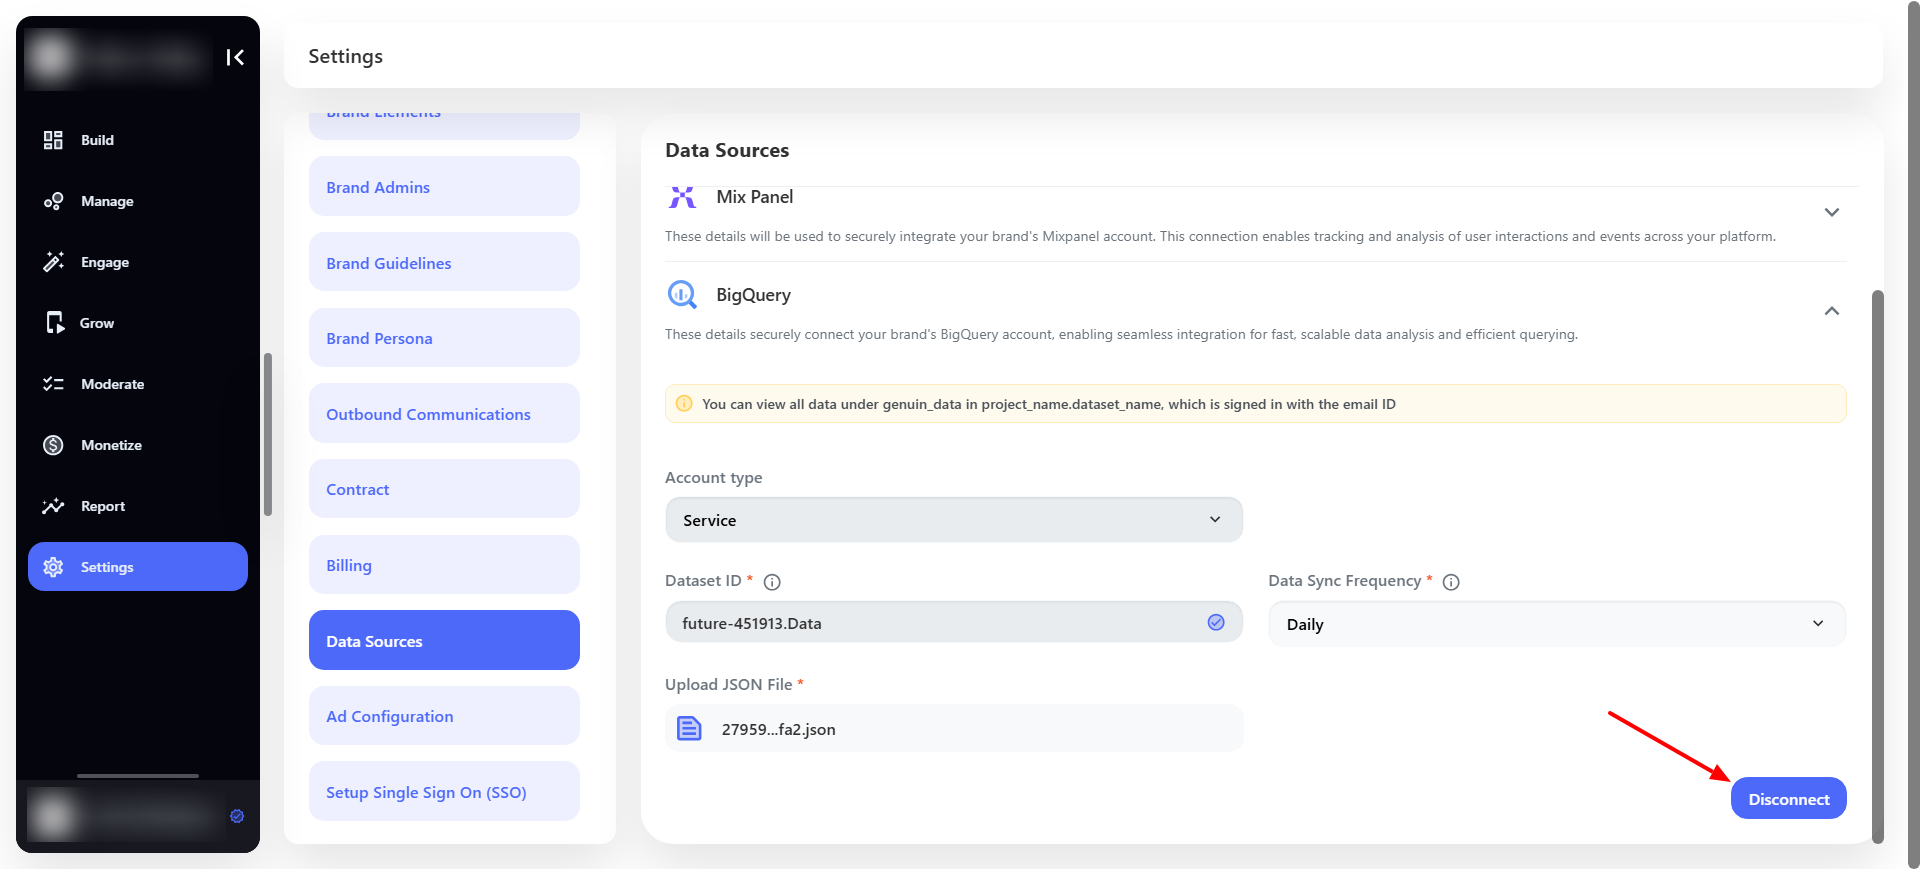 Build
Manage
Engage
Grow
Moderate
Monetize
Report
Settings
Settings
Brand Elements
Brand Admins
Brand Guidelines
Brand Persona
Outbound Communications
Contract
Billing
Data Sources
Ad Configuration
Setup Single Sign On (SSO)
Data Sources
Mix Panel
These details will be used to securely integrate your brand's Mixpanel account. This connection enables tracking and analysis of user interactions and events across your platform.
BigQuery
These details securely connect your brand's BigQuery account, enabling seamless integration for fast, scalable data analysis and efficient querying.
You can view all data under genuin_data in project_name.dataset_name, which is signed in with the email ID
Account type
Service
Dataset ID *
future-451913.Data
Data Sync Frequency *
Daily
Upload JSON File *
27959...fa2.json
Disconnect